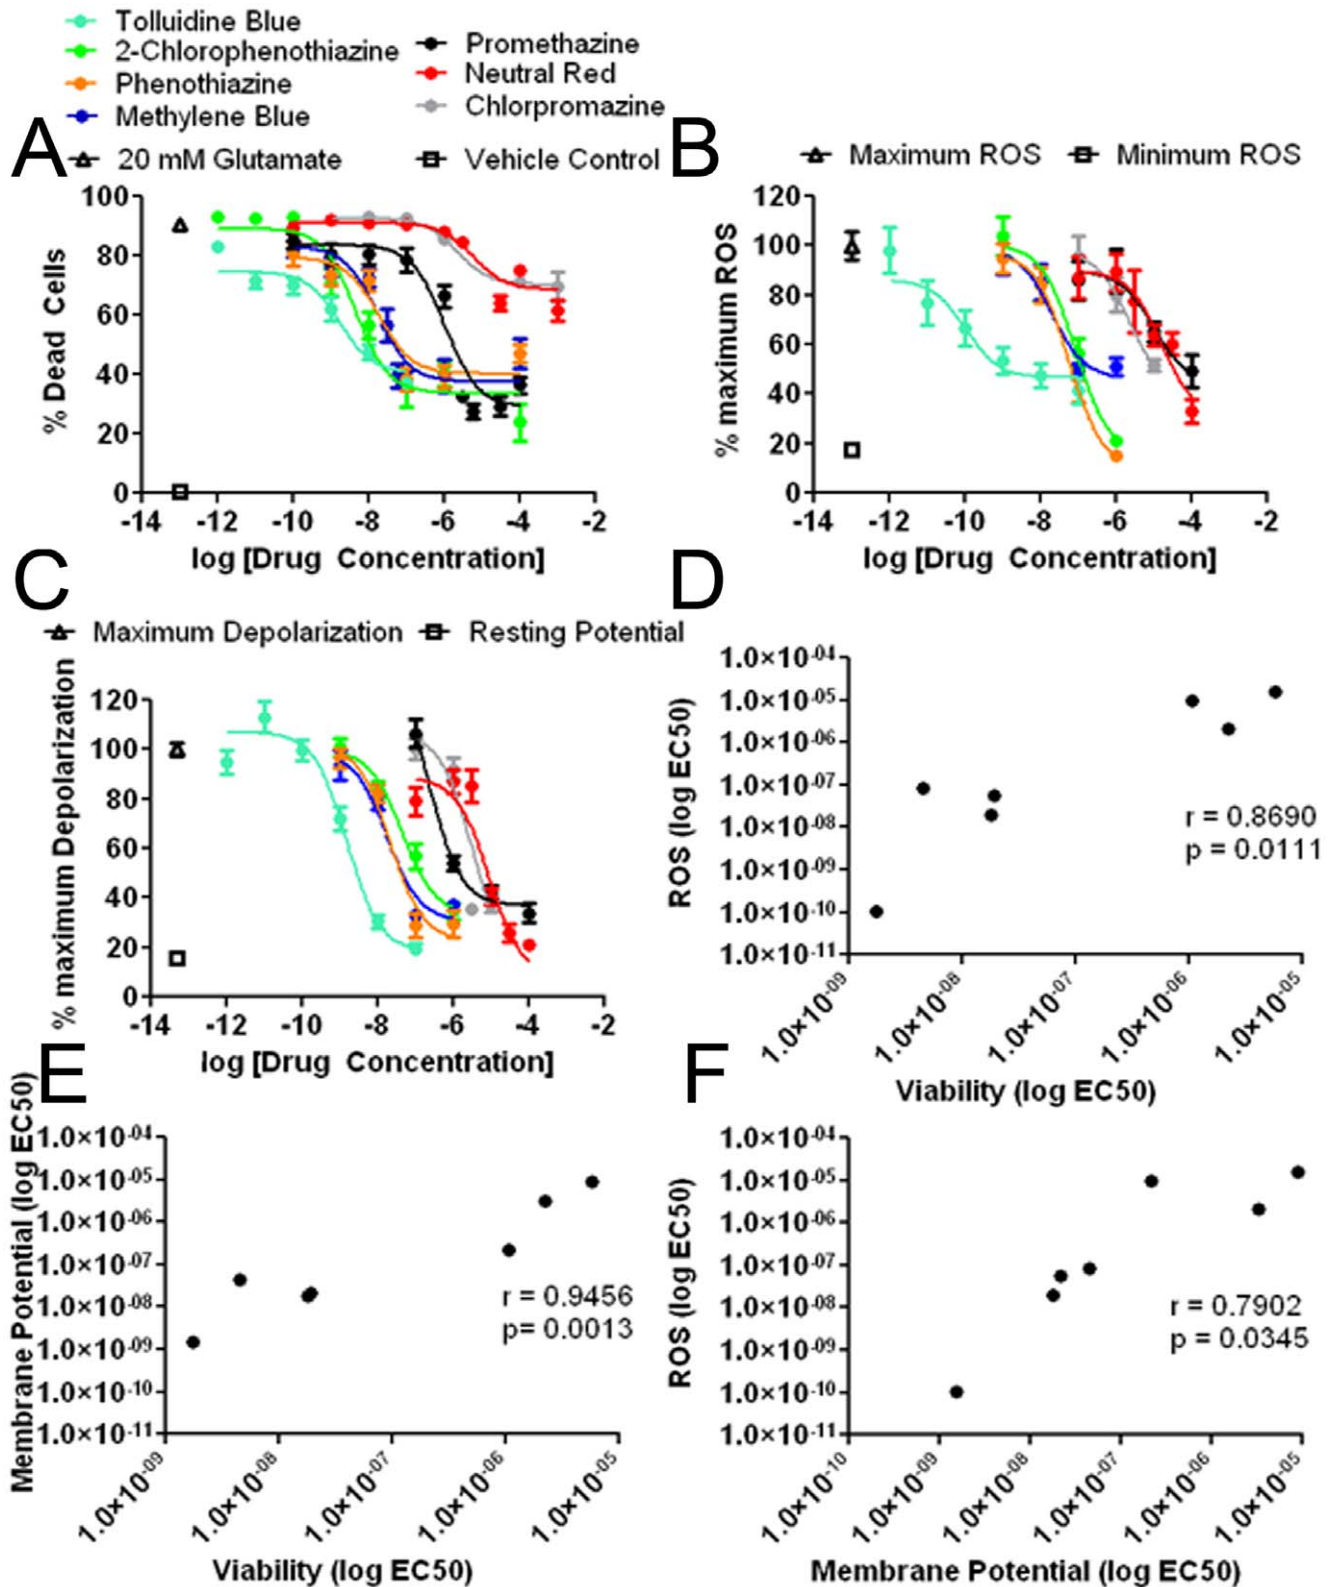 Tolluidine Blue
2-Chlorophenothiazine
Phenothiazine
Methylene Blue
Promethazine
Neutral Red
Chlorpromazine
A
20 mM Glutamate
Vehicle Control
100
80
60
40
20
0
% Dead Cells
-14 -12 -10 -8 -6 -4 -2
log [Drug Concentration]
B
Maximum ROS
Minimum ROS
120
100
80
60
40
20
0
% maximum ROS
-14 -12 -10 -8 -6 -4 -2
log [Drug Concentration]
C
Maximum Depolarization
Resting Potential
120
100
80
60
40
20
0
% maximum Depolarization
-14 -12 -10 -8 -6 -4 -2
log [Drug Concentration]
D
1.0×10-04
1.0×10-05
1.0×10-06
1.0×10-07
1.0×10-08
1.0×10-09
1.0×10-10
1.0×10-11
ROS (log EC50)
r = 0.8690
p = 0.0111
1.0×10-09
1.0×10-08
1.0×10-07
1.0×10-06
1.0×10-05
Viability (log EC50)
E
1.0×10-04
1.0×10-05
1.0×10-06
1.0×10-07
1.0×10-08
1.0×10-09
1.0×10-10
1.0×10-11
Membrane Potential (log EC50)
r = 0.9456
p= 0.0013
1.0×10-09
1.0×10-08
1.0×10-07
1.0×10-06
1.0×10-05
Viability (log EC50)
F
1.0×10-04
1.0×10-05
1.0×10-06
1.0×10-07
1.0×10-08
1.0×10-09
1.0×10-10
1.0×10-11
ROS (log EC50)
r = 0.7902
p = 0.0345
1.0×10-10
1.0×10-09
1.0×10-08
1.0×10-07
1.0×10-06
1.0×10-05
Membrane Potential (log EC50)